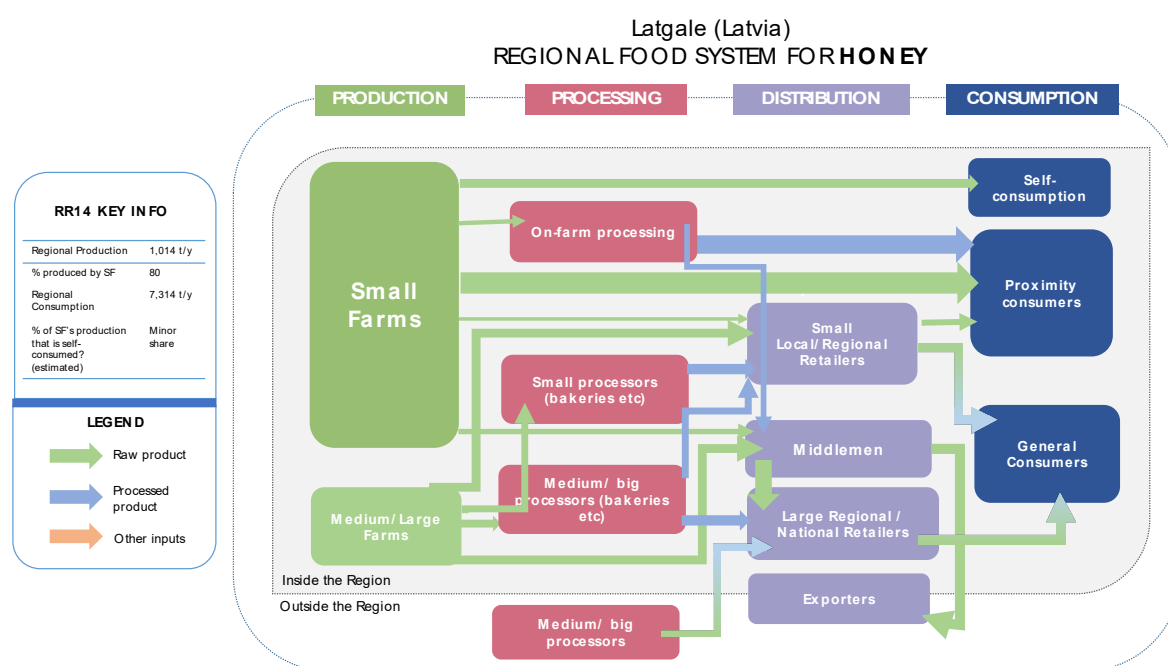 Latgale (Latvia)
REGIONAL FOOD SYSTEM FOR HONEY
PRODUCTION
PROCESSING
DISTRIBUTION
CONSUMPTION
RR14 KEY INFO
Regional Production 1,014 t/y
% produced by SF 80
Regional
Consumption
7,314 t/y
% of SF's production
that is self-
consumed?
(estimated)
Minor
share
LEGEND
Raw product
Processed
product
Other inputs
Small
Farms
Medium/Large
Farms
On-farm processing
Small processors
(bakeries etc)
Medium/ big
processors (bakeries
etc)
Medium/ big
processors
Small
Local/Regional
Retailers
Middlemen
Large Regional /
National Retailers
Exporters
Self-
consumption
Proximity
consumers
General
Consumers
Inside the Region
Outside the Region